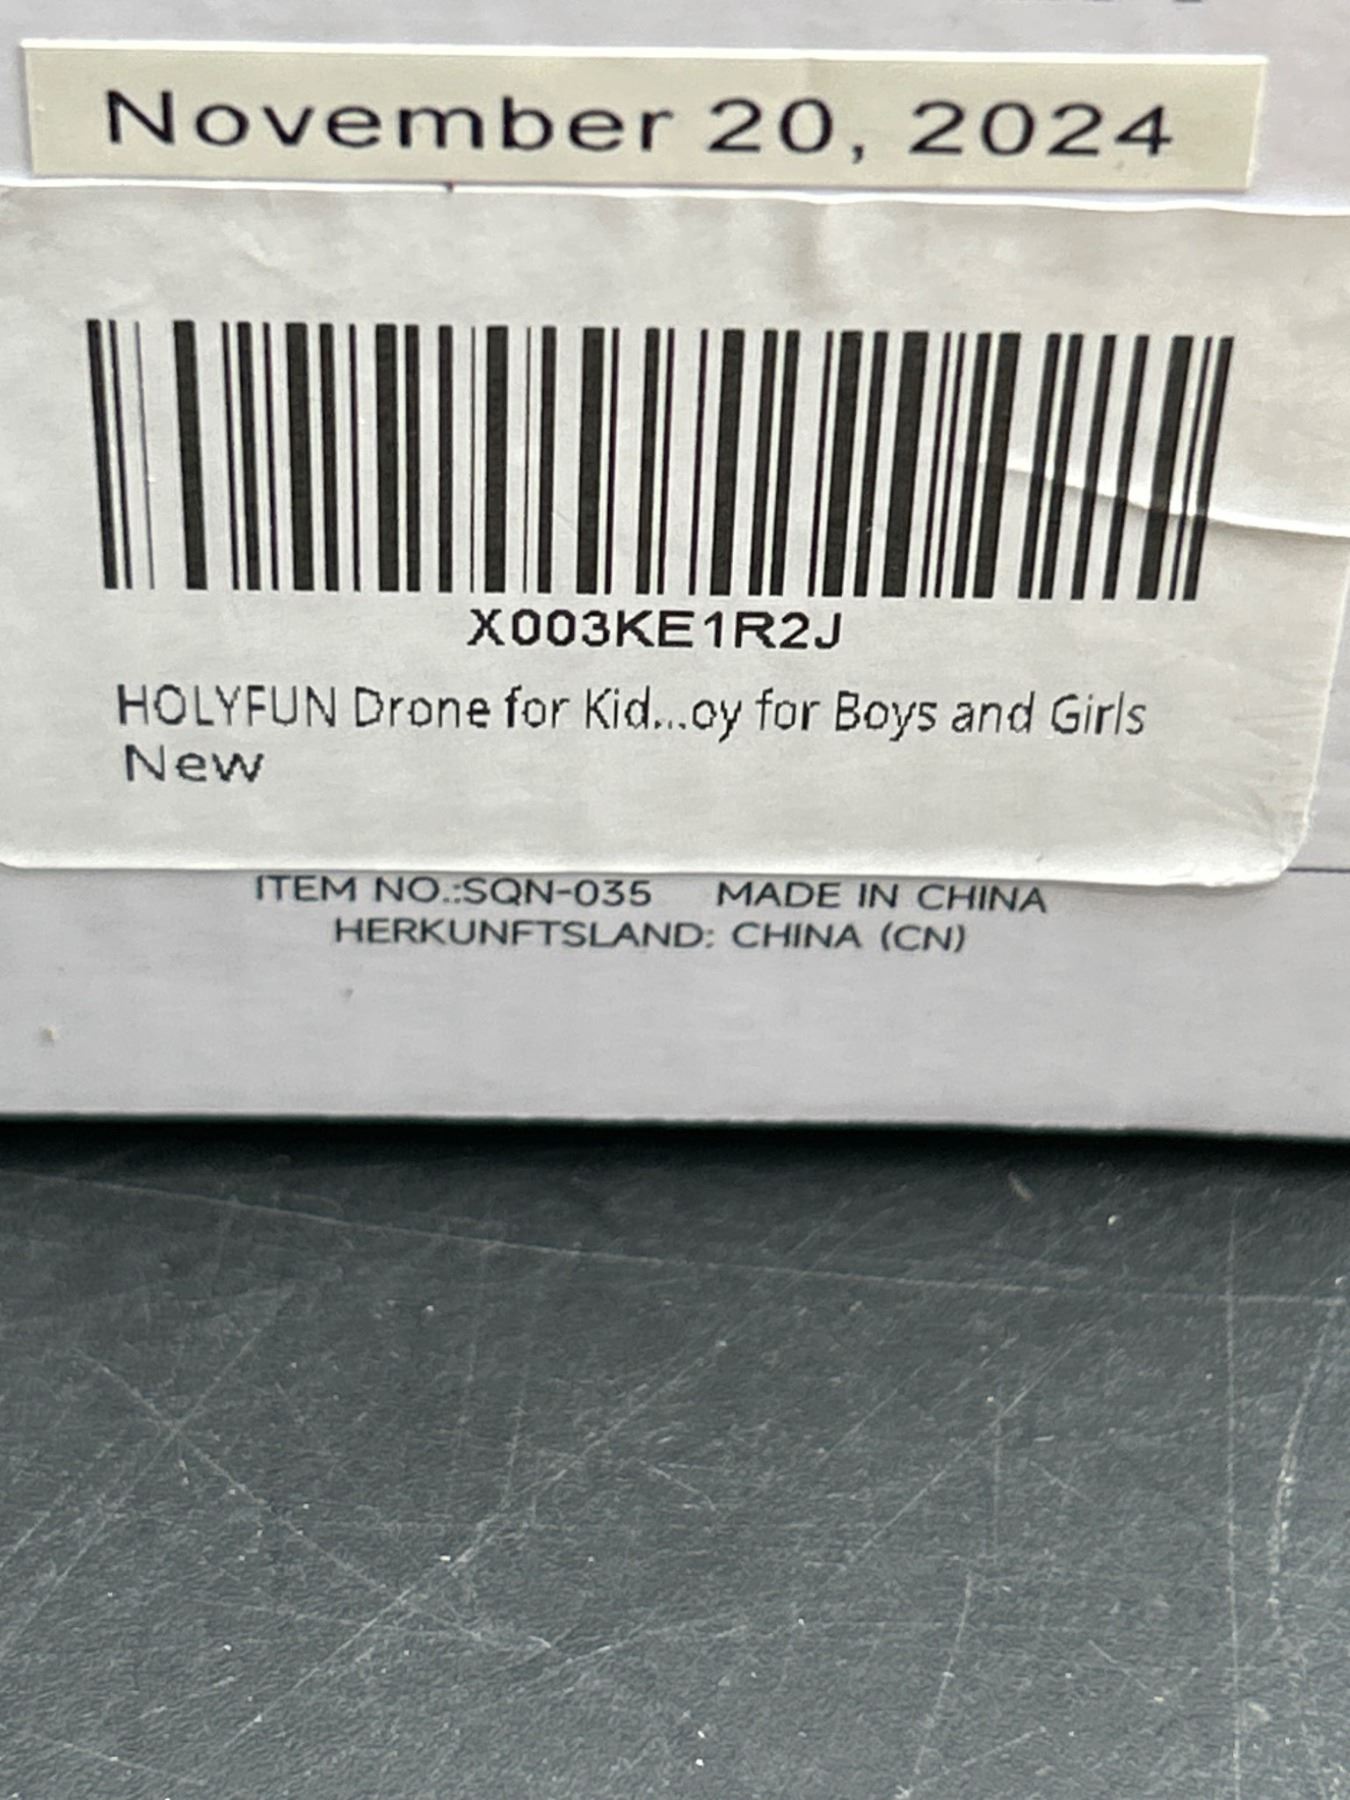 November 20, 2024
X003KE1R2J
HOLYFUN Drone for Kid...oy for Boys and Girls
New
ITEM NO.:SQN-035 MADE IN CHINA
HERKUNFTSLAND: CHINA (CN)